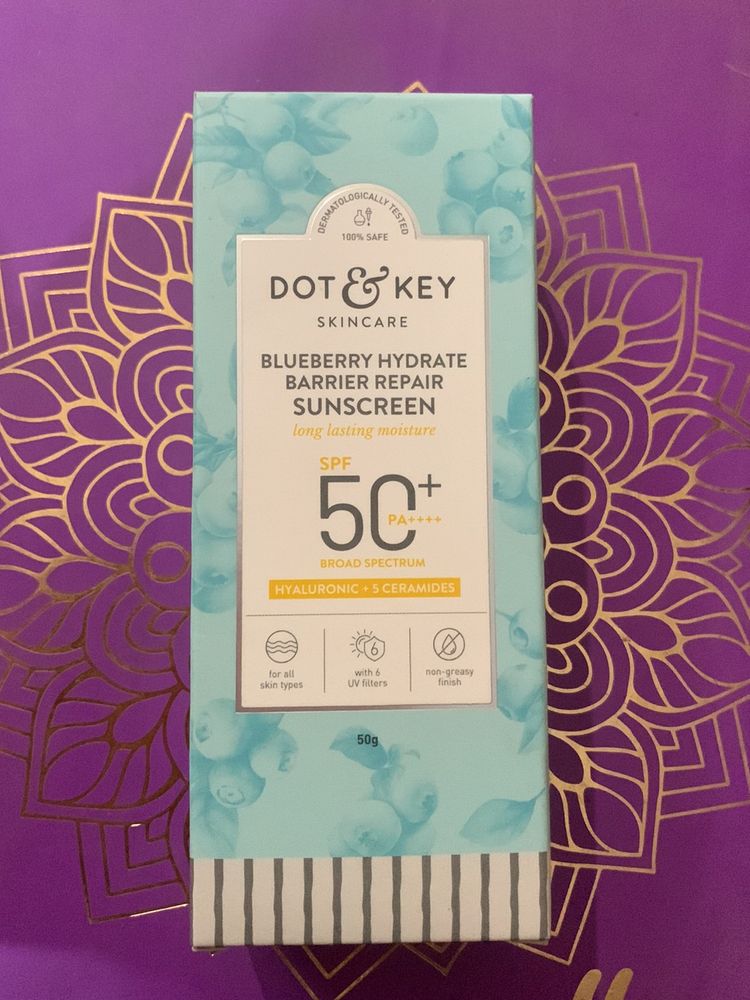 DERMATOLOGICALLY TESTED
100% SAFE
DOT & KEY
SKINCARE
BLUEBERRY HYDRATE
BARRIER REPAIR
SUNSCREEN
long lasting moisture
SPF
50+
PA++++
BROAD SPECTRUM
HYALURONIC + 5 CERAMIDES
for all
skin types
6
with 6
UV filters
non-greasy
finish
50g